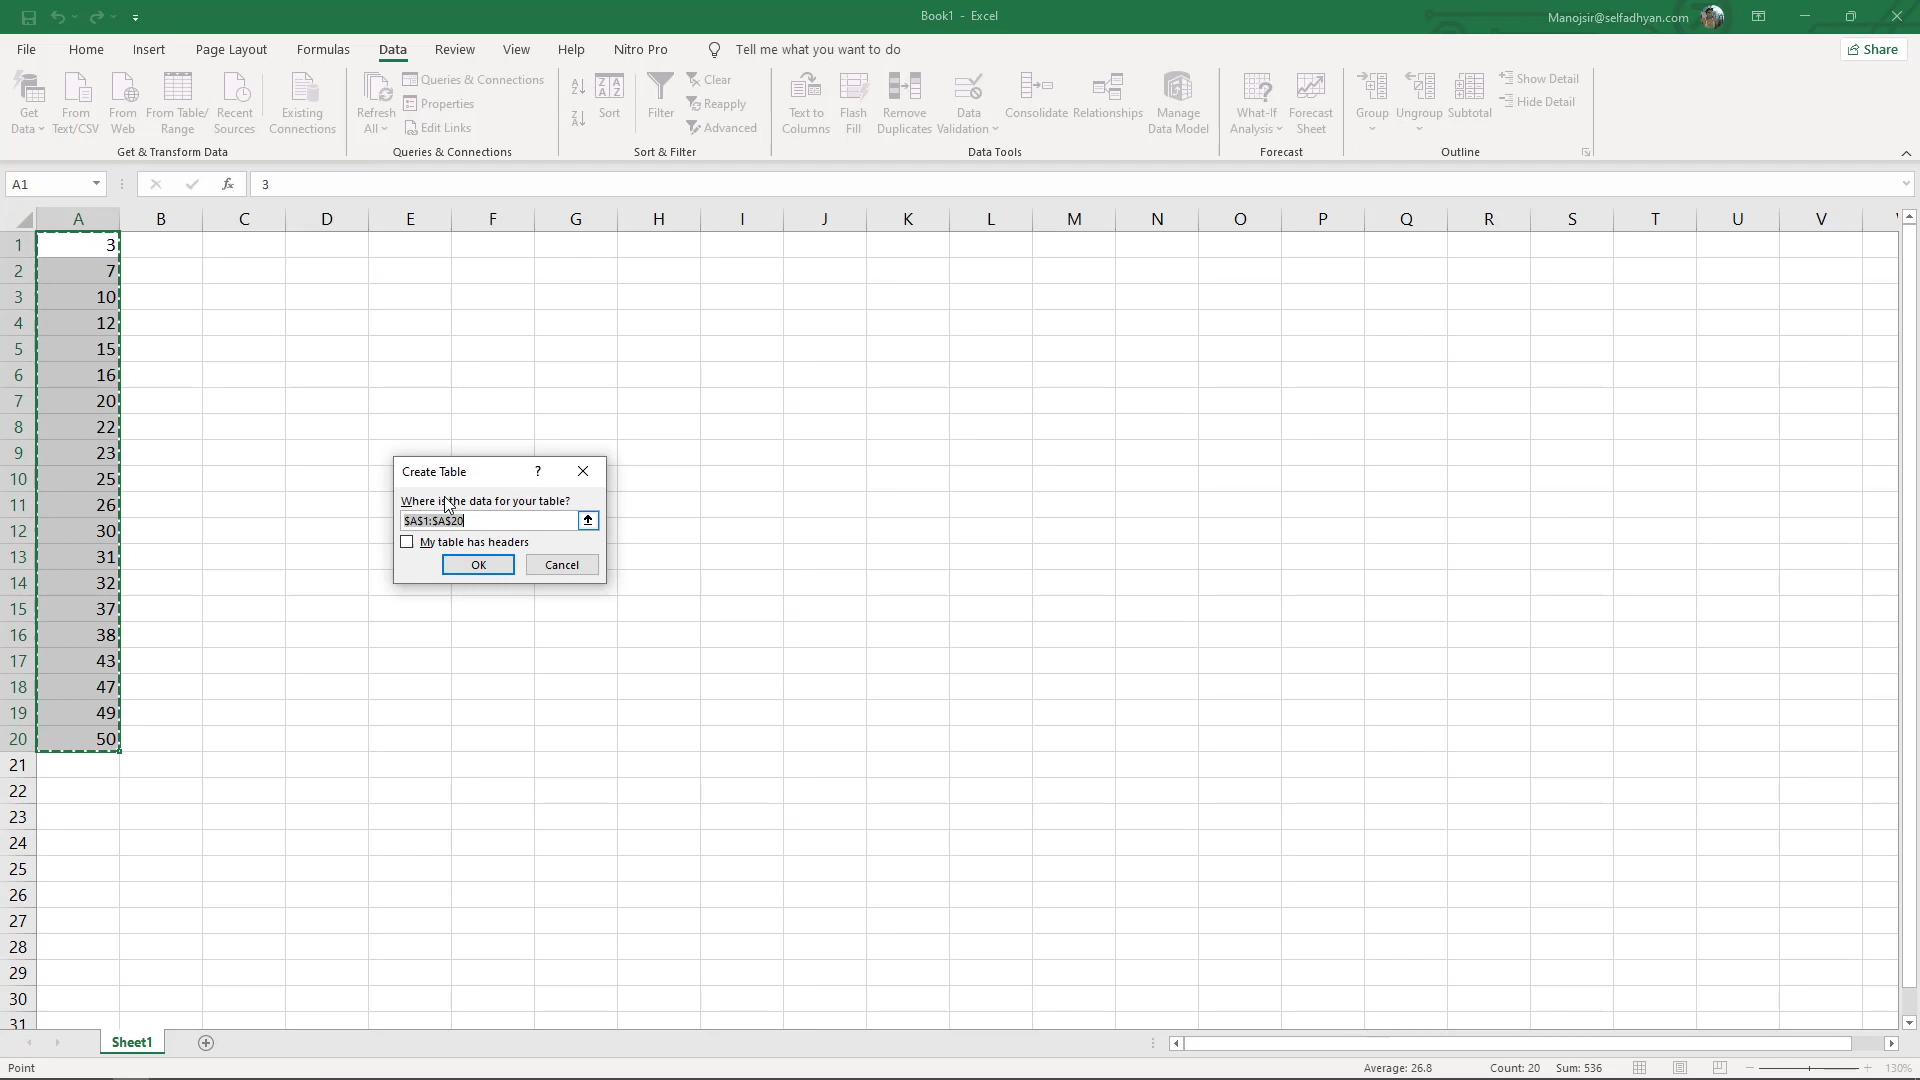 Book1 - Excel
Manojsir@selfadhyan.com
File Home Insert Page Layout Formulas Data Review View Help Nitro Pro Tell me what you want to do Share
Get Data
From Text/CSV
From Web
From Table/ Range
Recent Sources
Existing Connections
Get & Transform Data
Refresh All
Queries & Connections
Properties
Edit Links
Queries & Connections
Sort
Filter
Clear
Reapply
Advanced
Sort & Filter
Text to Columns
Flash Fill
Remove Duplicates
Data Validation
Consolidate
Relationships
Manage Data Model
Data Tools
What-If Analysis
Forecast Sheet
Forecast
Group
Ungroup
Subtotal
Show Detail
Hide Detail
Outline
A1 fx 3
A B C D E F G H I J K L M N O P Q R S T U V
1 3
2 7
3 10
4 12
5 15
6 16
7 20
8 22
9 23
10 25
11 26
12 30
13 31
14 32
15 37
16 38
17 43
18 47
19 49
20 50
21
22
23
24
25
26
27
28
29
30
31
Create Table ?
Where is the data for your table?
$A$1:$A$20
My table has headers
OK Cancel
Sheet1
Point Average: 26.8 Count: 20 Sum: 536 130%